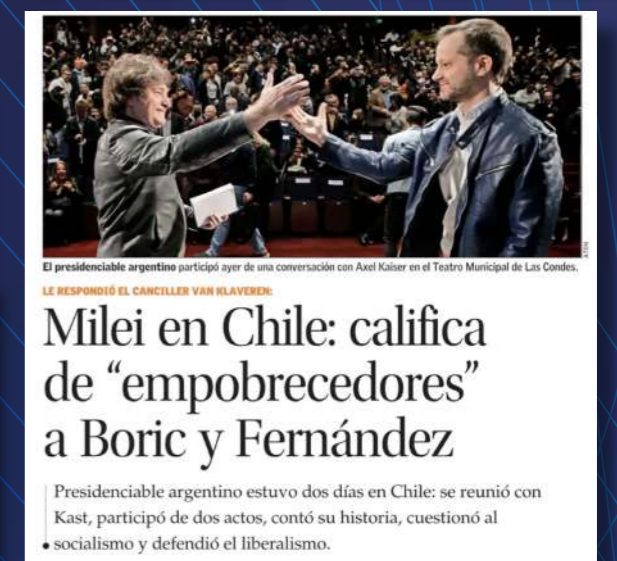 El presidenciable argentino participó ayer de una conversación con Axel Kaiser en el Teatro Municipal de Las Condes.
LE RESPONDIÓ EL CANCILLER VAN KLAVEREN:
Milei en Chile: califica
de “empobrecedores”
a Boric y Fernández
Presidenciable argentino estuvo dos días en Chile: se reunió con
Kast, participó de dos actos, contó su historia, cuestionó al
socialismo y defendió el liberalismo.